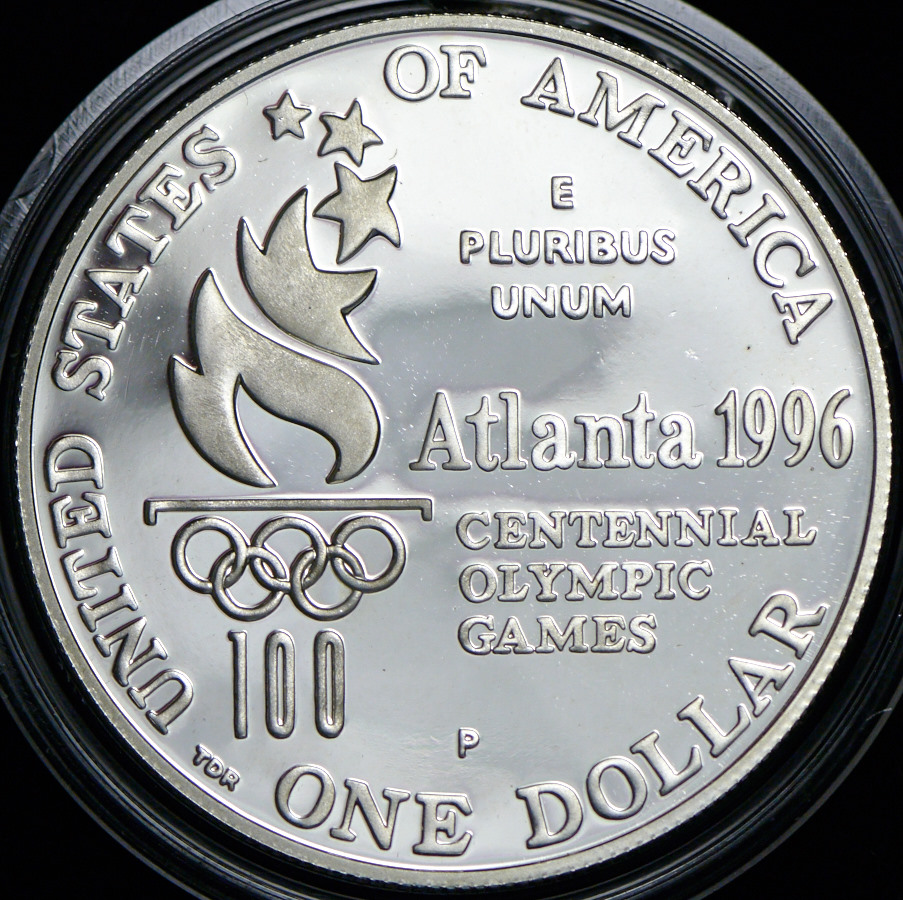 UNITED STATES OF AMERICA
E
PLURIBUS
UNUM
Atlanta 1996
CENTENNIAL
OLYMPIC
GAMES
100
P
TDR
ONE DOLLAR